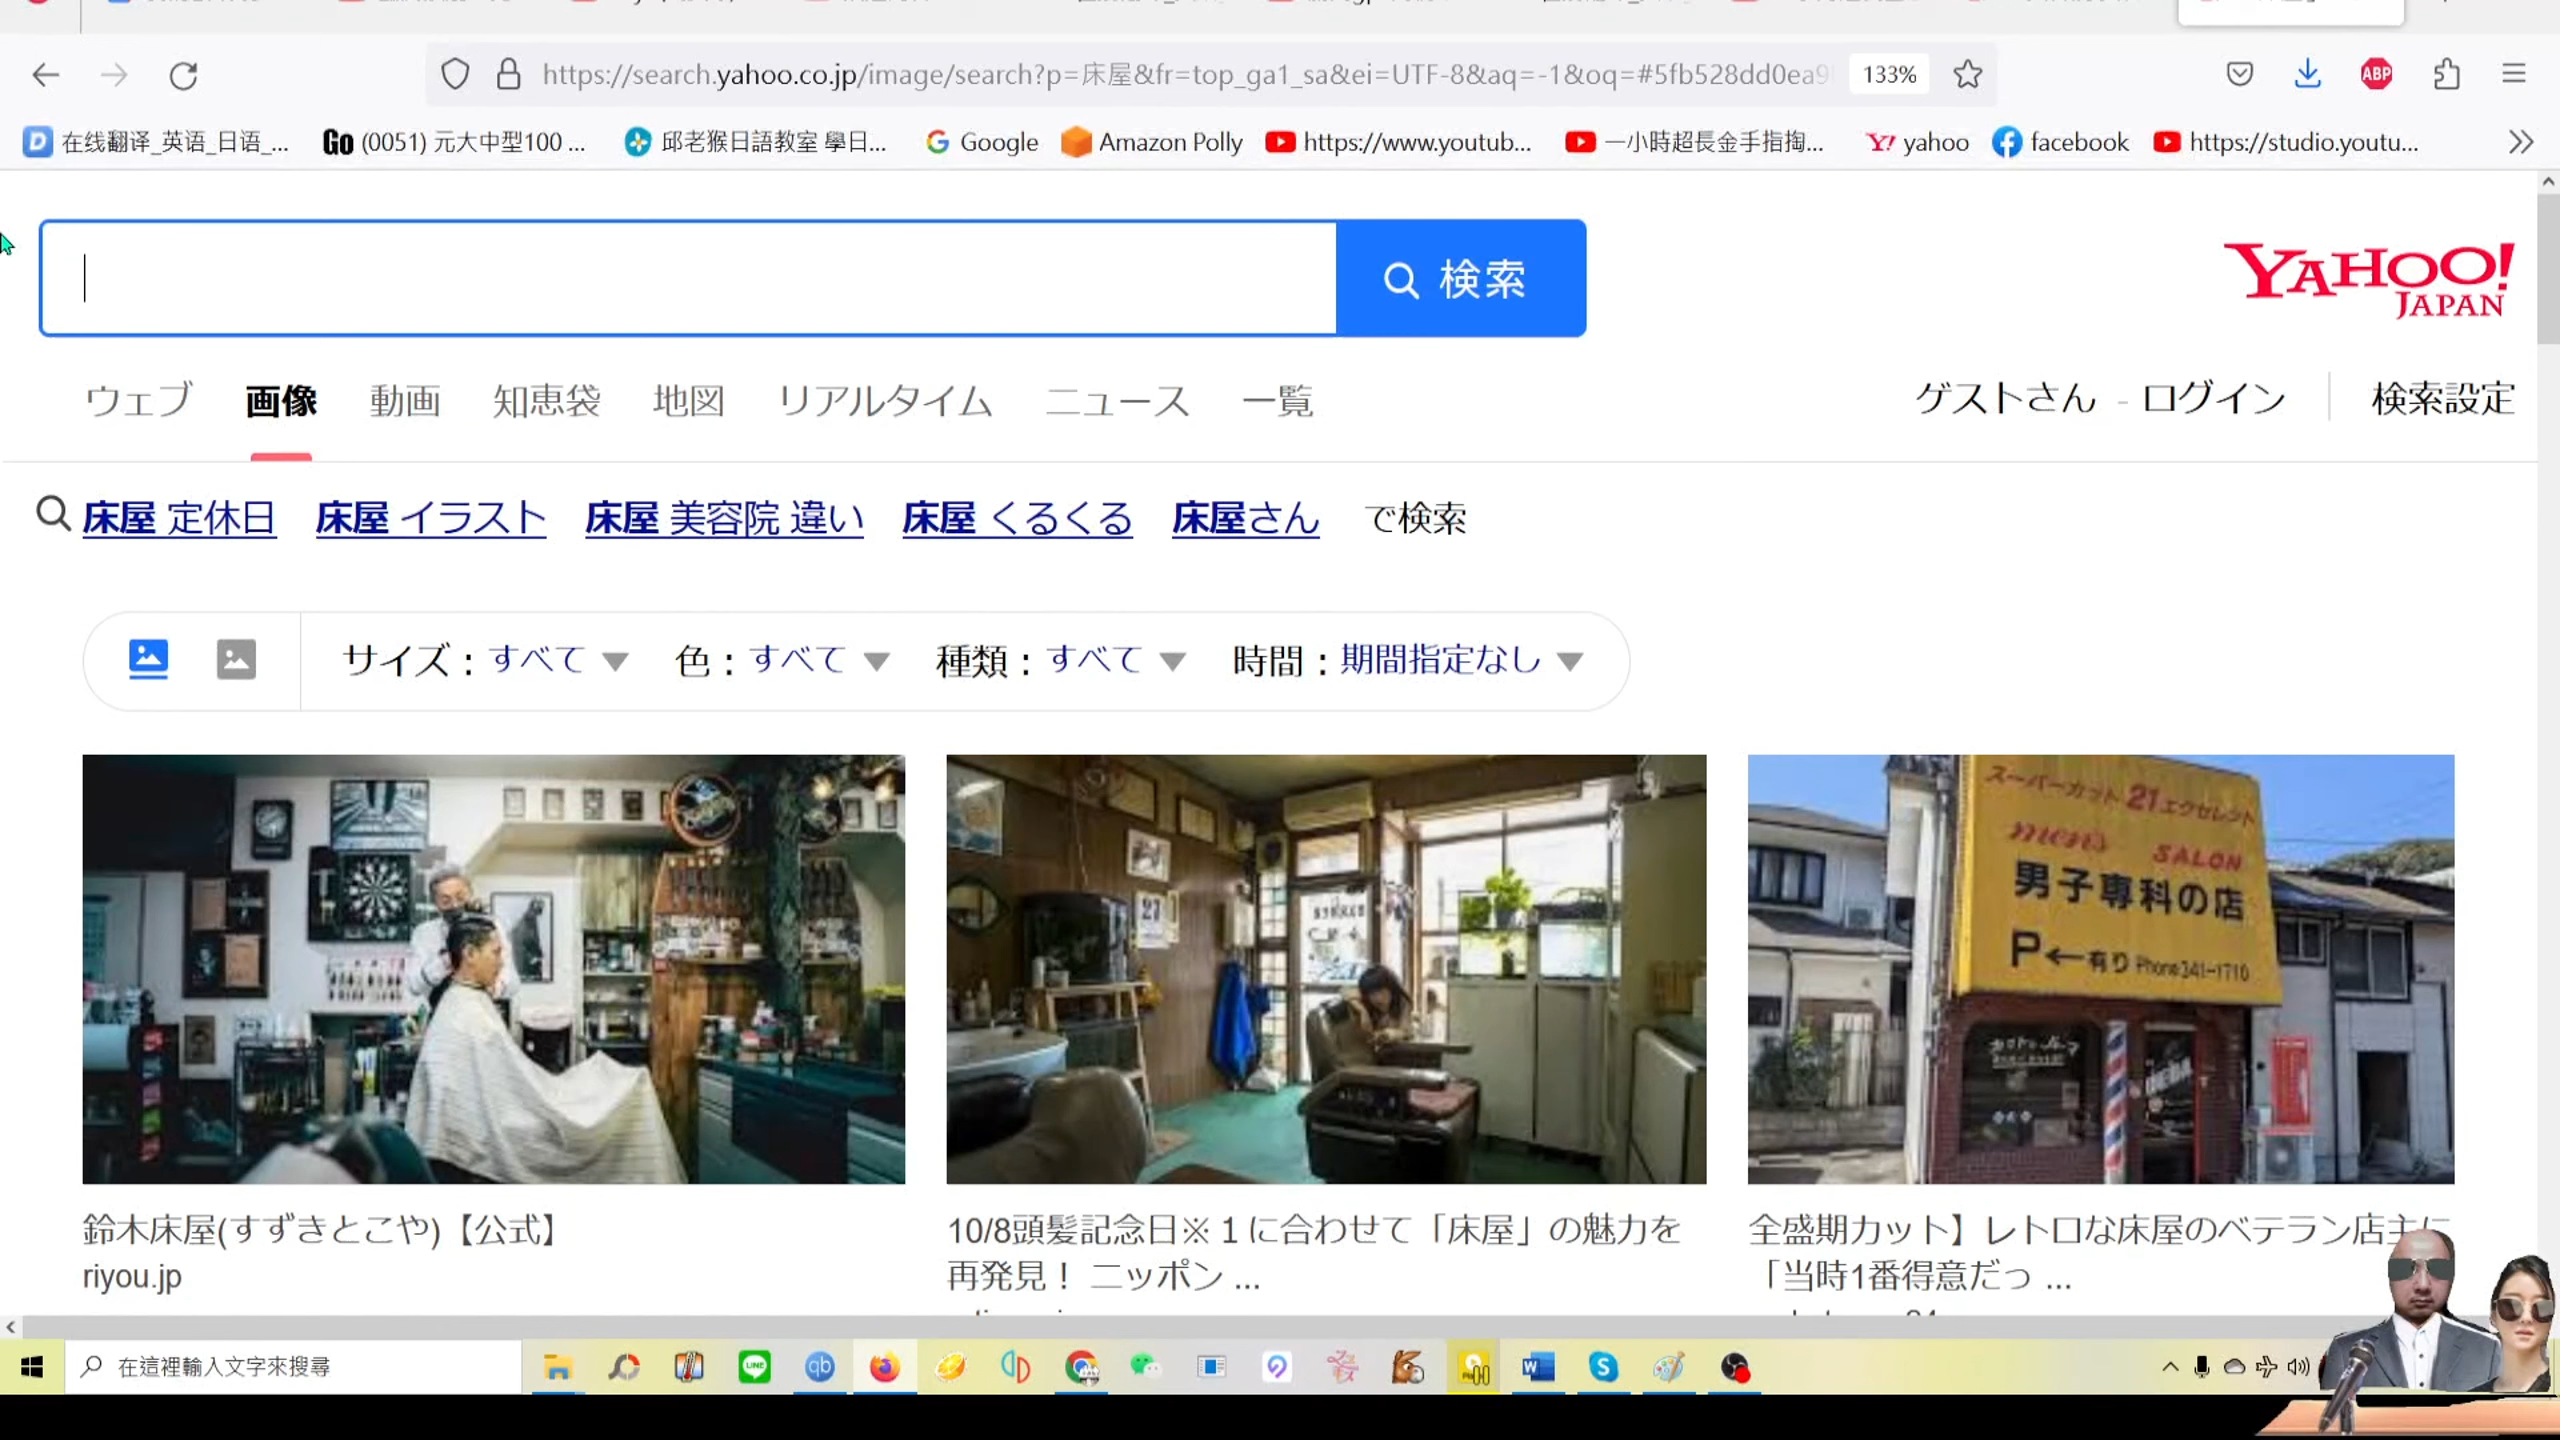 https://search.yahoo.co.jp/image/search?p=床屋&fr=top_ga1_sa&ei=UTF-8&aq=-1&oq=#5fb528dd0ea9
133%
ABP
在线翻译_英语_日语_...
Go (0051) 元大中型100 ...
邱老猴日語教室 學日...
Google
Amazon Polly
https://www.youtub...
一小時超長金手指掏...
Y! yahoo
facebook
https://studio.youtu...
検索
YAHOO!
JAPAN
ウェブ 画像 動画 知恵袋 地図 リアルタイム ニュース 一覧
ゲストさん - ログイン 検索設定
床屋 定休日 床屋 イラスト 床屋 美容院 違い 床屋 くるくる 床屋さん で検索
サイズ：すべて 色：すべて 種類：すべて 時間：期間指定なし
スーパーカット 21 エクセレント
men's SALON
男子専科の店
P←有り Phone 341-1710
27
鈴木床屋(すずきとこや)【公式】
riyou.jp
10/8頭髪記念日※１に合わせて「床屋」の魅力を
再発見！ ニッポン ...
全盛期カット】レトロな床屋のベテラン店主に
「当時1番得意だっ ...
在這裡輸入文字來搜尋
LINE
qb
W
S